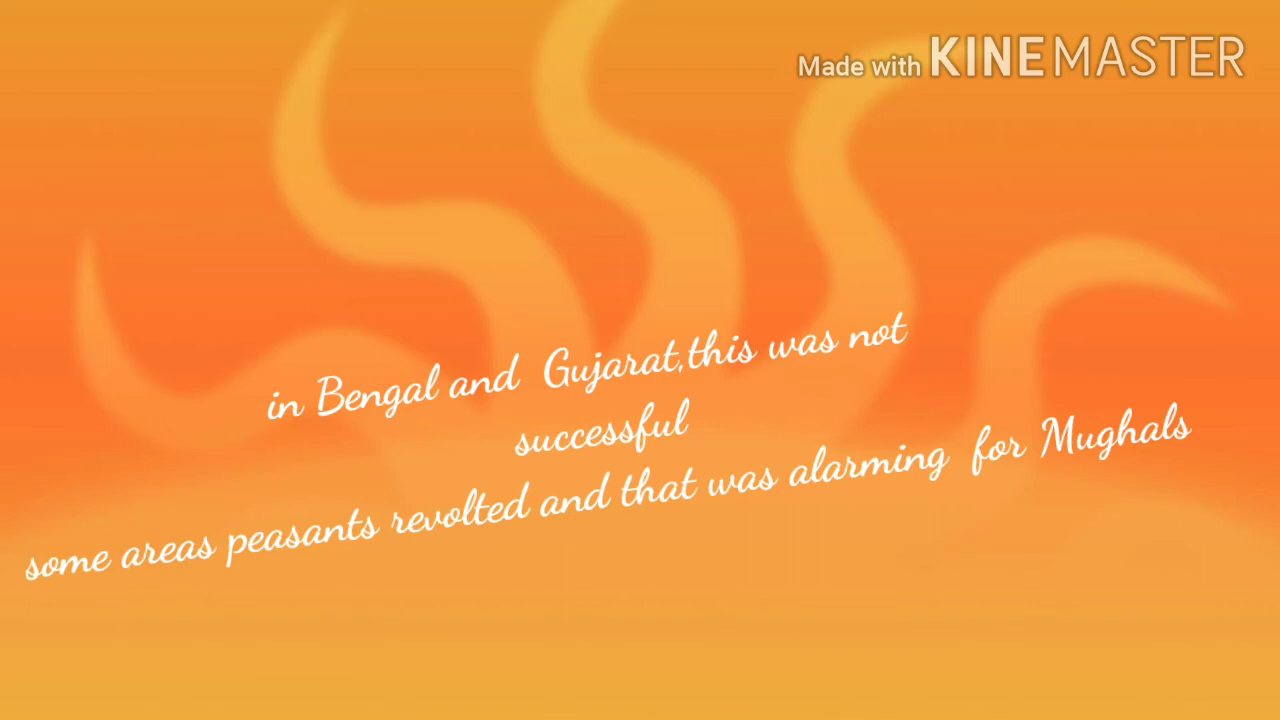 Made with KINEMASTER
in Bengal and Gujarat,this was not
successful
some areas peasants revolted and that was alarming for Mughals